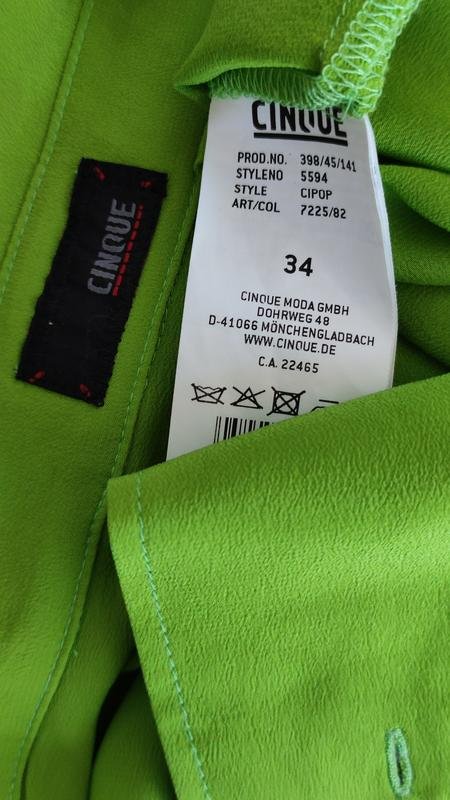 CINQUE
CINQUE
PROD.NO. 398/45/141
STYLENO 5594
STYLE CIPOP
ART/COL 7225/82
34
CINQUE MODA GMBH
DOHRWEG 48
D-41066 MÖNCHENGLADBACH
WWW.CINQUE.DE
C.A. 22465